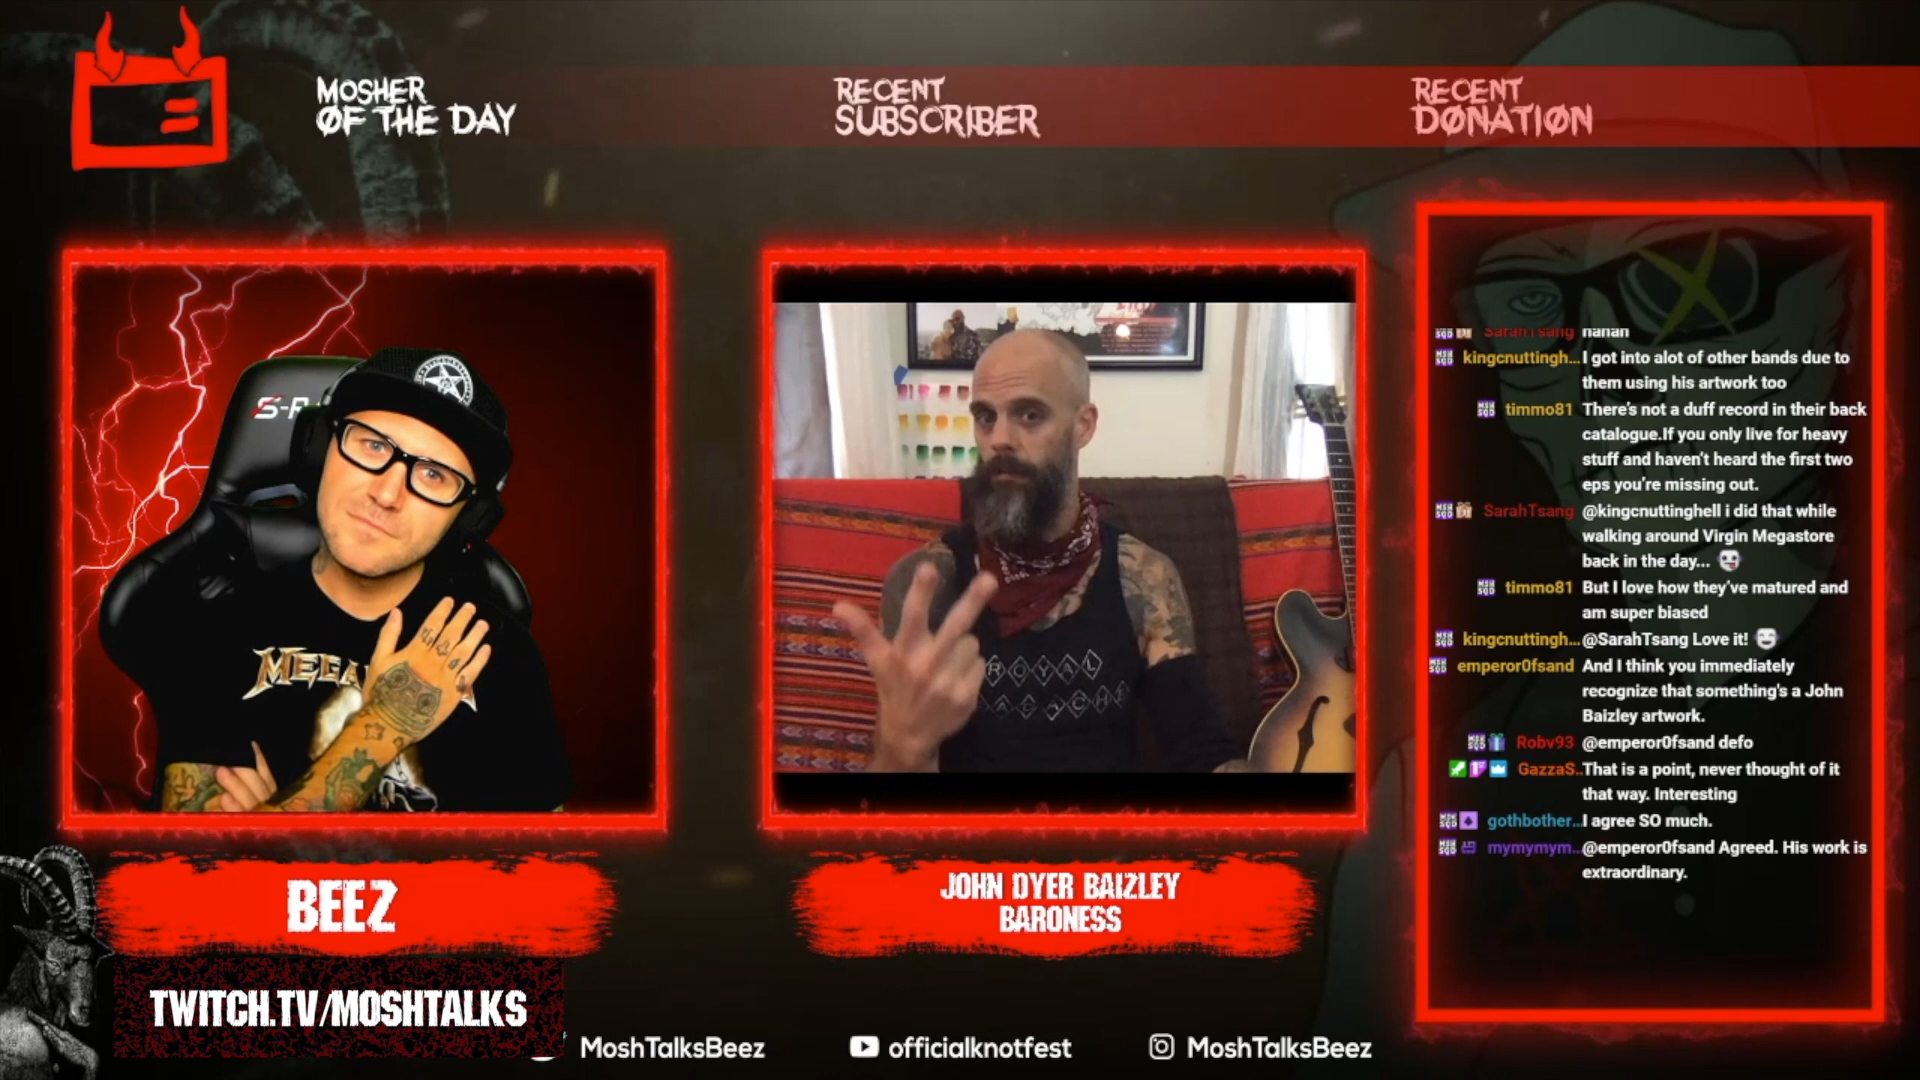 MOSHER
ØF THE DAY
RECENT
SUBSCRIBER
RECENT
DØNATIØN
SarahTsang nanan
kingcnuttingh... I got into alot of other bands due to
them using his artwork too
timmo81 There's not a duff record in their back
catalogue.If you only live for heavy
stuff and haven't heard the first two
eps you're missing out.
SarahTsang @kingcnuttinghell i did that while
walking around Virgin Megastore
back in the day...
timmo81 But I love how they've matured and
am super biased
kingcnuttingh... @SarahTsang Love it!
emperor0fsand And I think you immediately
recognize that something's a John
Baizley artwork.
Robv93 @emperor0fsand defo
GazzaS.. That is a point, never thought of it
that way. Interesting
gothbother... I agree SO much.
mymymym... @emperor0fsand Agreed. His work is
extraordinary.
S-R
MEGA
ROYAL
BEEZ
JOHN DYER BAIZLEY
BARONESS
TWITCH.TV/MOSHTALKS
MoshTalksBeez
officialknotfest
MoshTalksBeez